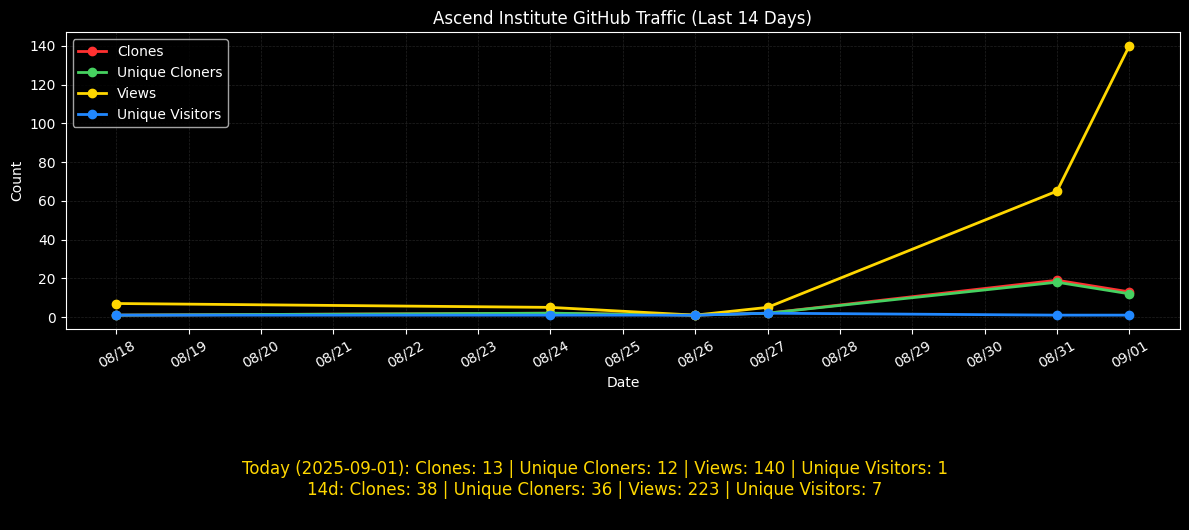 Ascend Institute GitHub Traffic (Last 14 Days)
Clones
Unique Cloners
Views
Unique Visitors
Count
140
120
100
80
60
40
20
0
08/18
08/19
08/20
08/21
08/22
08/23
08/24
08/25
08/26
08/27
08/28
08/29
08/30
08/31
09/01
Date
Today (2025-09-01): Clones: 13 | Unique Cloners: 12 | Views: 140 | Unique Visitors: 1
14d: Clones: 38 | Unique Cloners: 36 | Views: 223 | Unique Visitors: 7